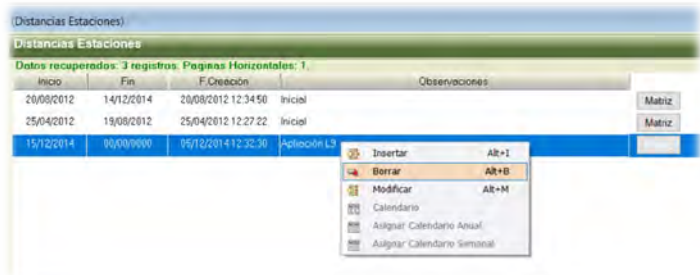 (Distancias Estaciones)
Distancias Estaciones
Datos recuperados: 3 registros. Paginas Horizontales: 1.
Inicio Fin F.Creación Observaciones
20/08/2012 14/12/2014 20/08/2012 12:34:50 Inicial Matriz
25/04/2012 19/08/2012 25/04/2012 12:27:22 Inicial Matriz
15/12/2014 00/00/0000 05/12/2014 12:32:30 Apliación L9
Insertar Alt+I
Borrar Alt+B
Modificar Alt+M
Calendario
Asignar Calendario Anual
Asignar Calendario Semanal